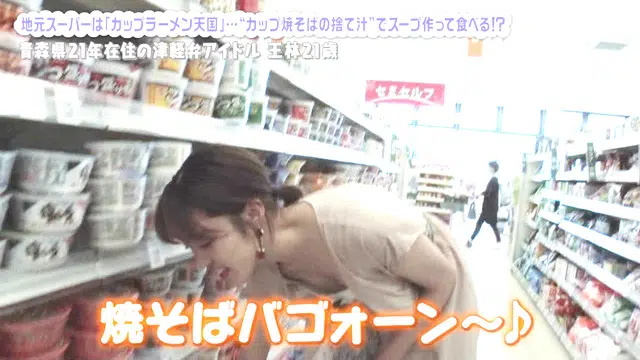 地元スーパーは「カップラーメン天国」…“カップ焼そばの捨て汁”でスープ作って食べる!?
青森県21年在住の津軽弁アイドル 王林21歳
セミセルフ
焼そばバゴォーン〜♪